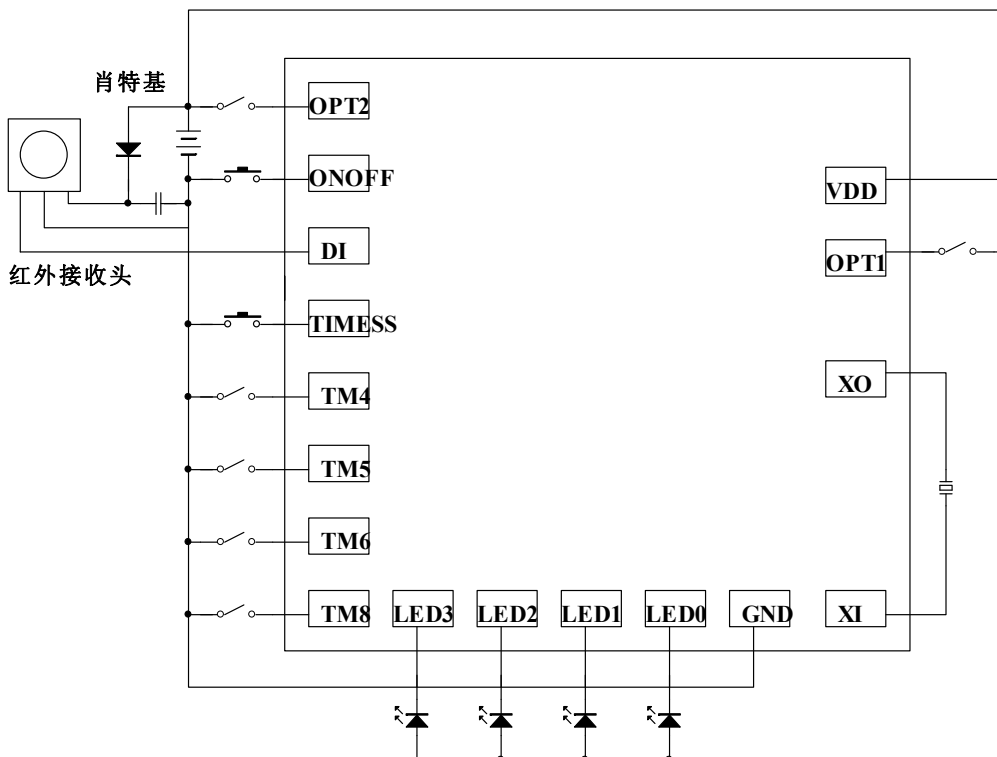 肖特基
OPT2
ONOFF
VDD
DI
OPT1
红外接收头
TIMESS
XO
TM4
TM5
TM6
TM8
LED3
LED2
LED1
LED0
GND
XI